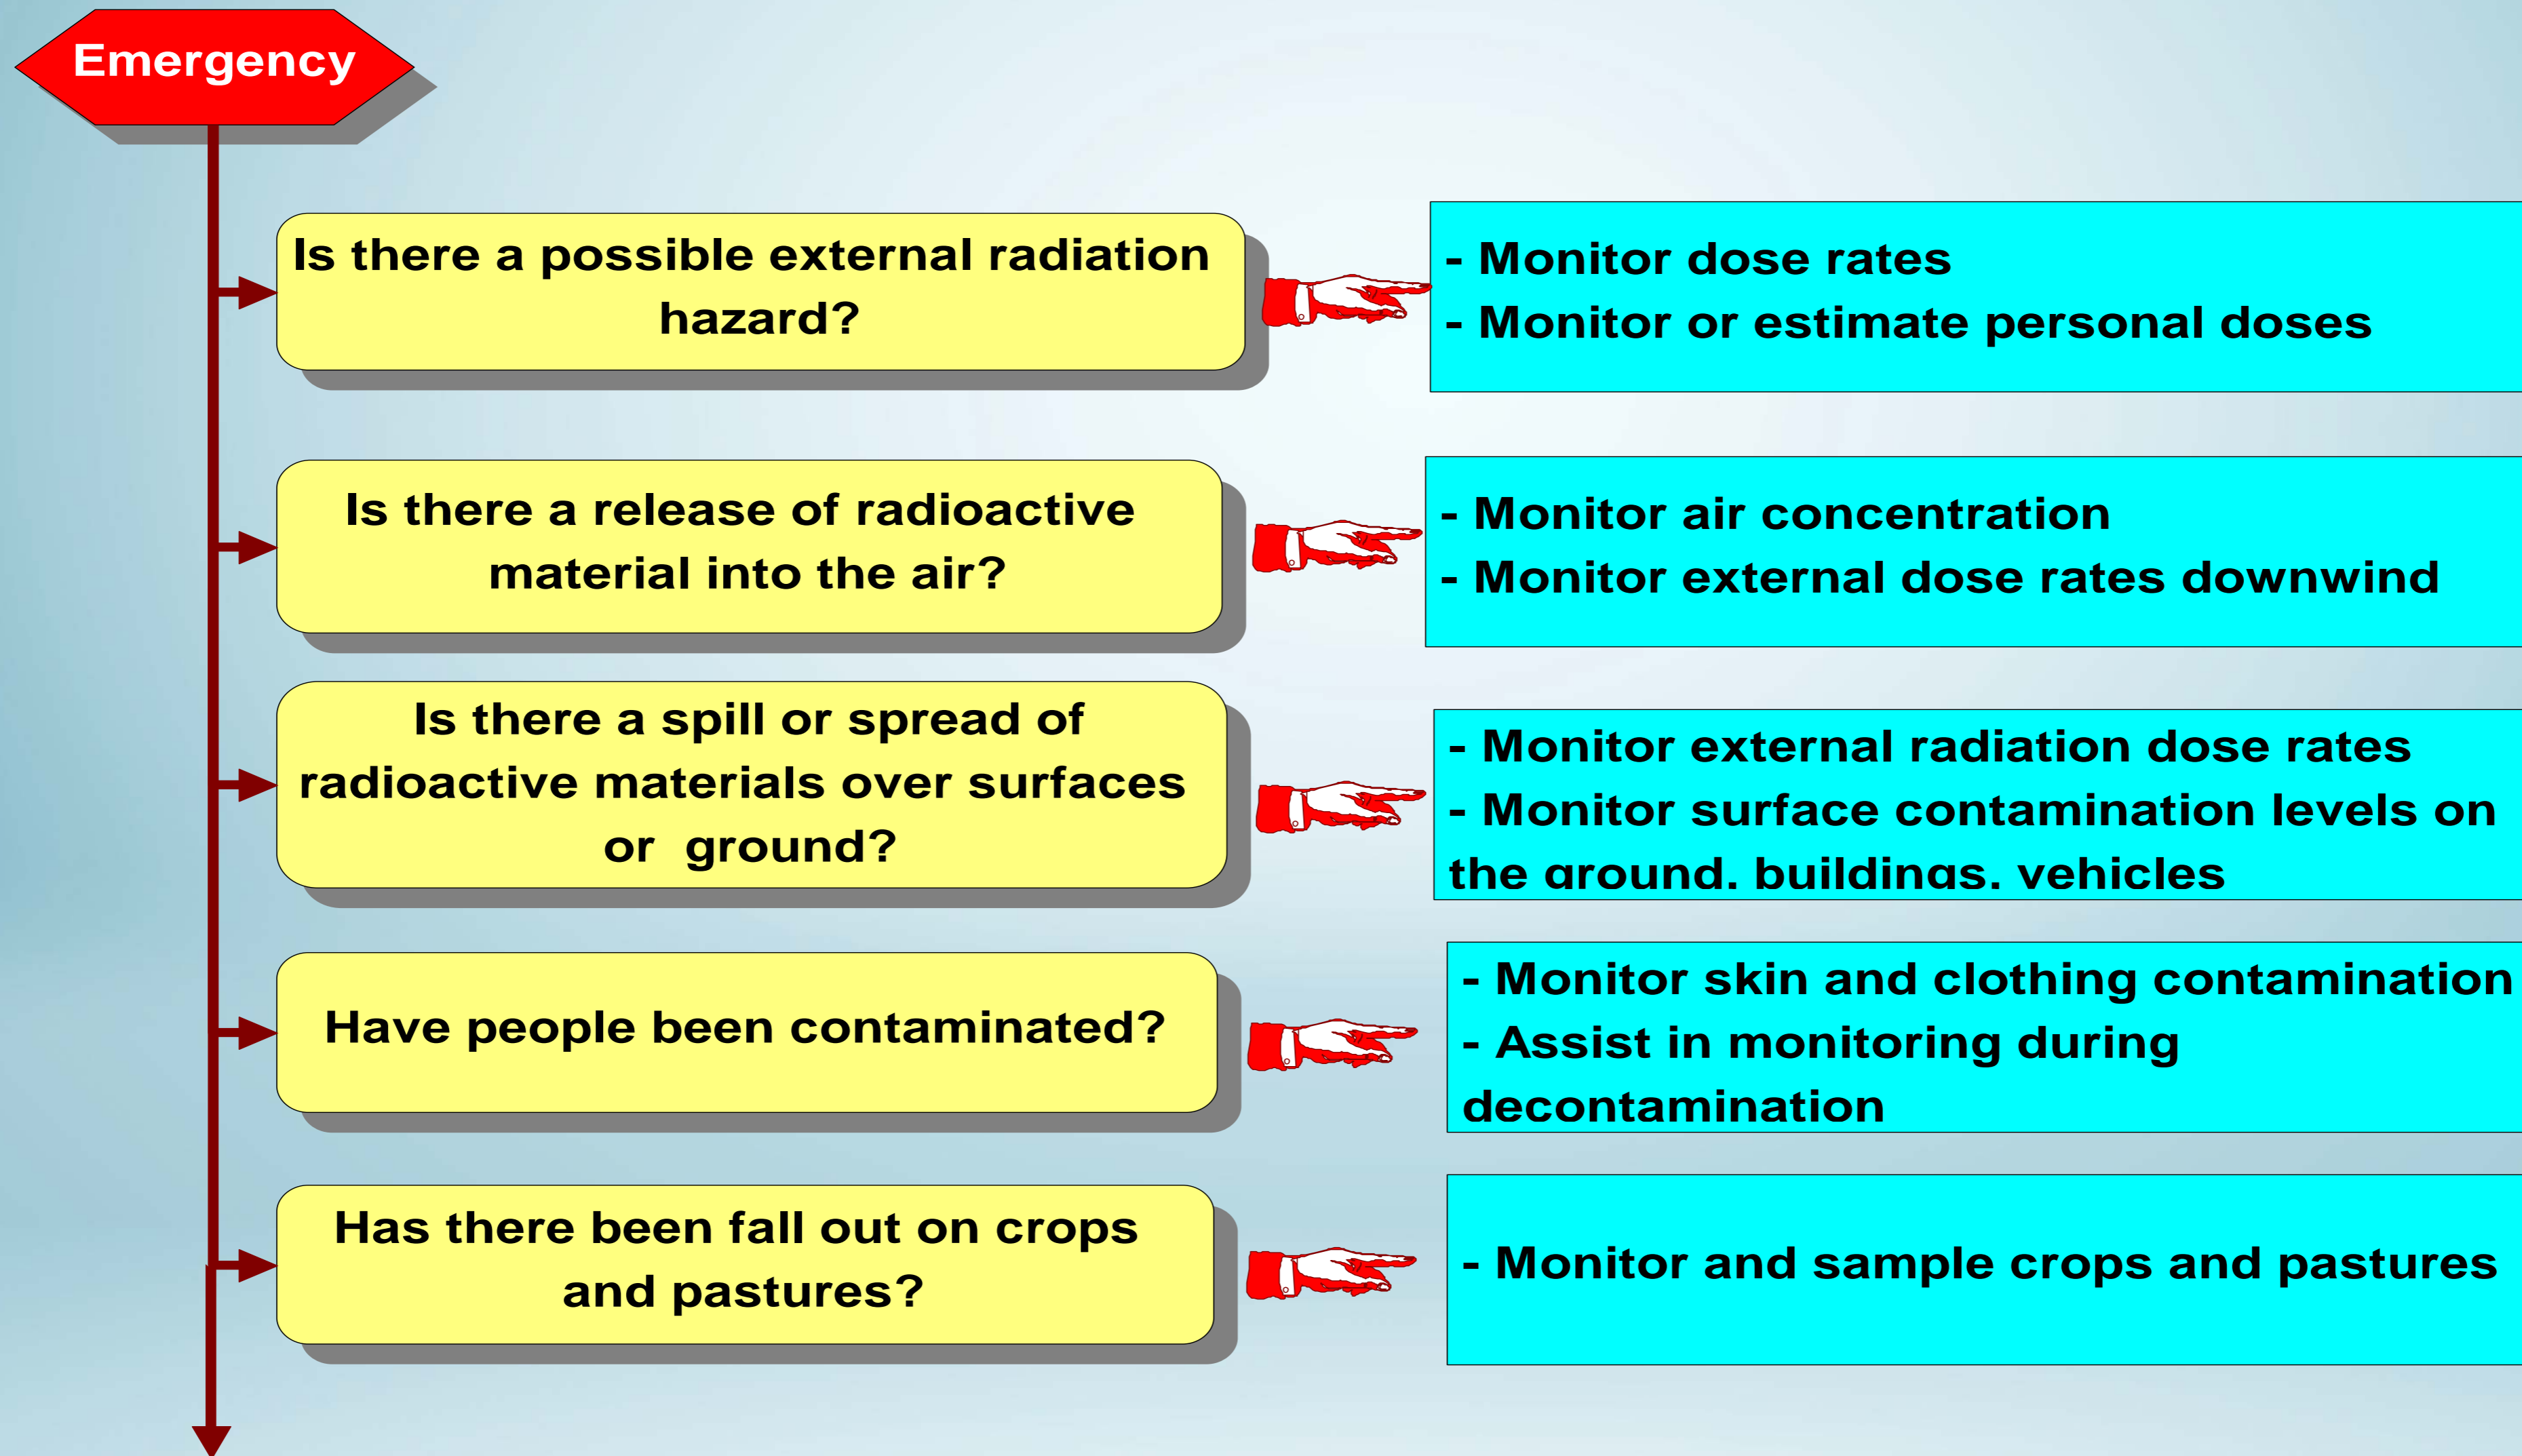 Emergency
Is there a possible external radiation
hazard?
- Monitor dose rates
- Monitor or estimate personal doses
Is there a release of radioactive
material into the air?
- Monitor air concentration
- Monitor external dose rates downwind
Is there a spill or spread of
radioactive materials over surfaces
or ground?
- Monitor external radiation dose rates
- Monitor surface contamination levels on
the ground, buildings, vehicles
Have people been contaminated?
- Monitor skin and clothing contamination
- Assist in monitoring during
decontamination
Has there been fall out on crops
and pastures?
- Monitor and sample crops and pastures